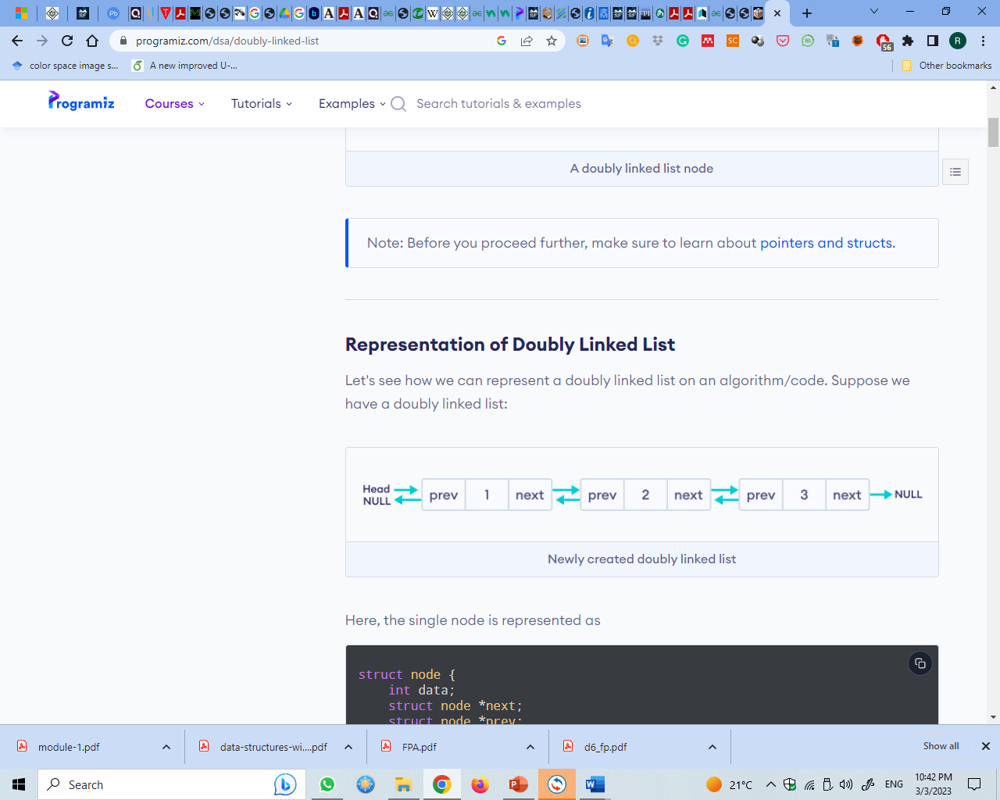 programiz.com/dsa/doubly-linked-list
56
R
color space image s...
A new improved U-...
Other bookmarks
Programiz
Courses
Tutorials
Examples
Search tutorials & examples
A doubly linked list node
Note: Before you proceed further, make sure to learn about pointers and structs.
Representation of Doubly Linked List
Let's see how we can represent a doubly linked list on an algorithm/code. Suppose we
have a doubly linked list:
Head
NULL
prev 1 next
prev 2 next
prev 3 next
NULL
Newly created doubly linked list
Here, the single node is represented as
struct node {
int data;
struct node *next;
struct node *prev;
module-1.pdf
data-structures-wi....pdf
FPA.pdf
d6_fp.pdf
Show all
Search
21°C
ENG
10:42 PM
3/3/2023